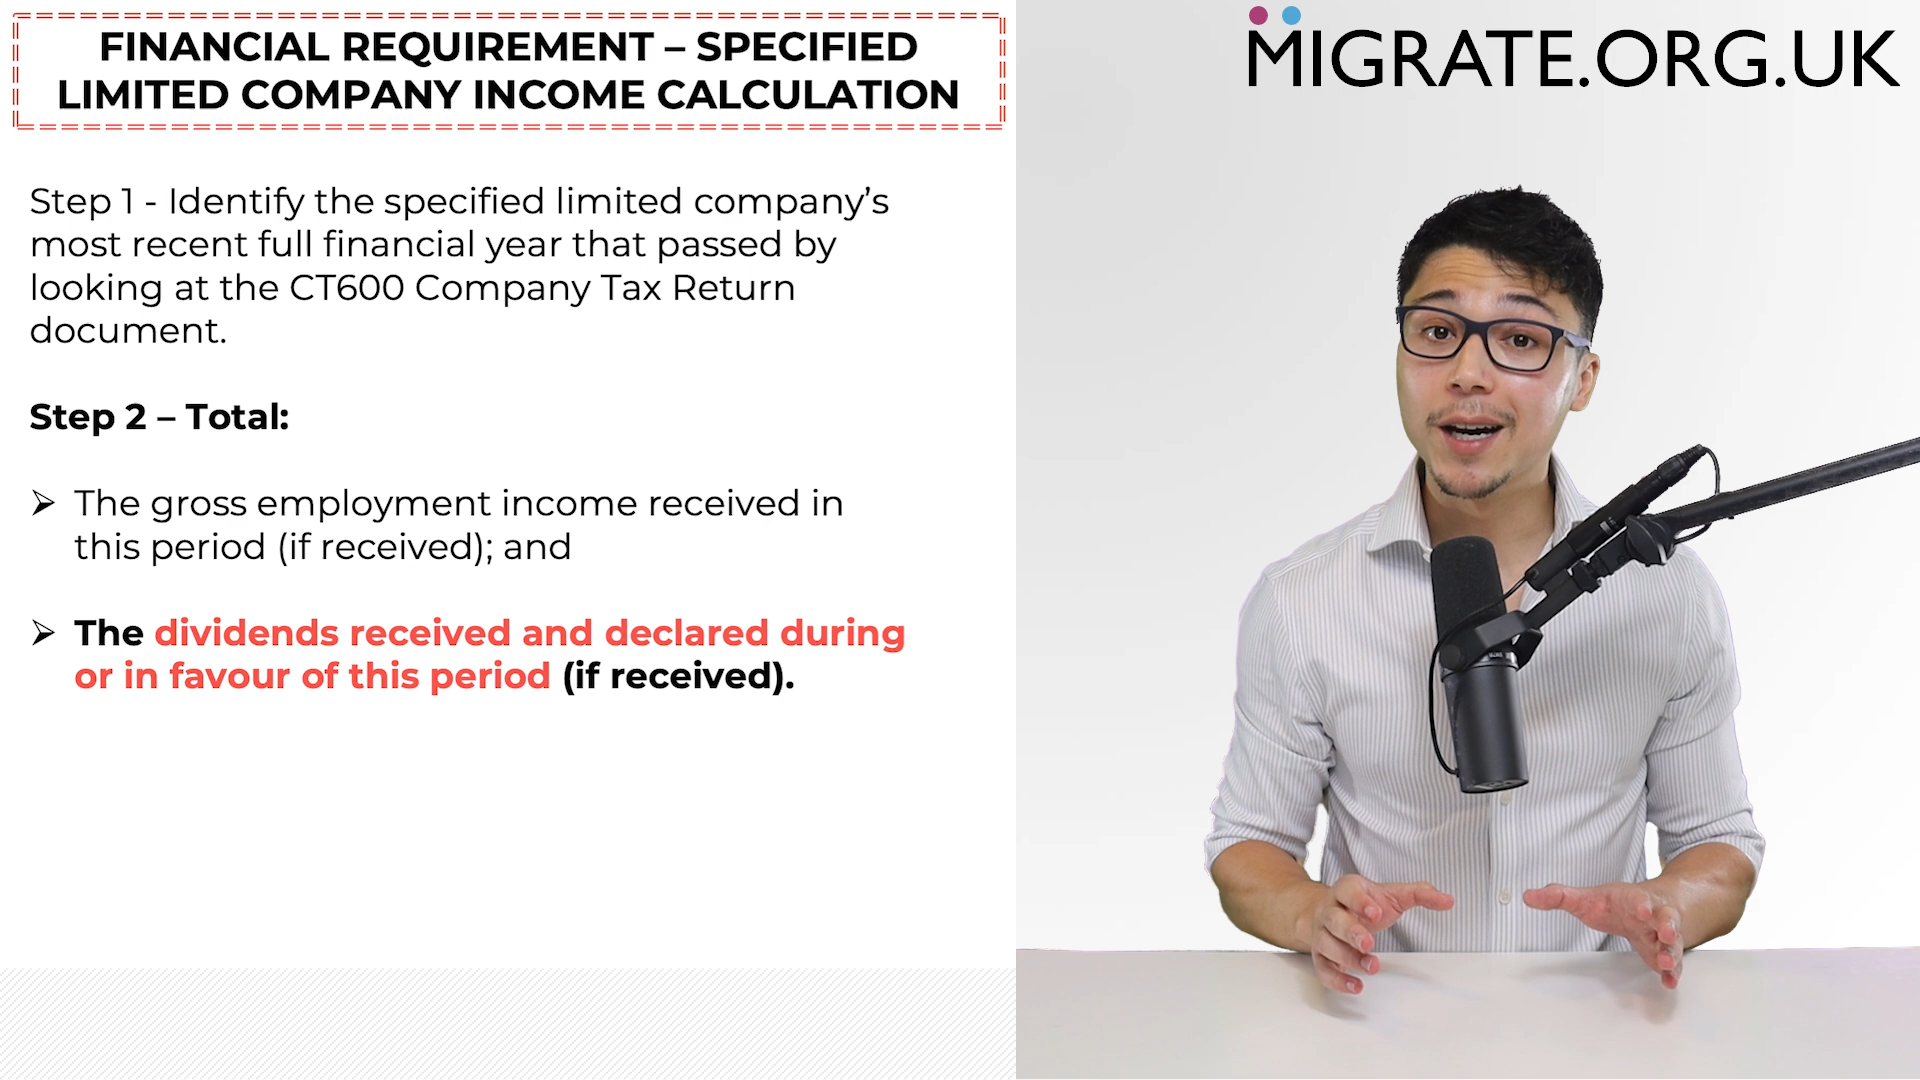 FINANCIAL REQUIREMENT – SPECIFIED
LIMITED COMPANY INCOME CALCULATION
MIGRATE.ORG.UK
Step 1 - Identify the specified limited company’s
most recent full financial year that passed by
looking at the CT600 Company Tax Return
document.
Step 2 – Total:
➢ The gross employment income received in
this period (if received); and
➢ The dividends received and declared during
or in favour of this period (if received).